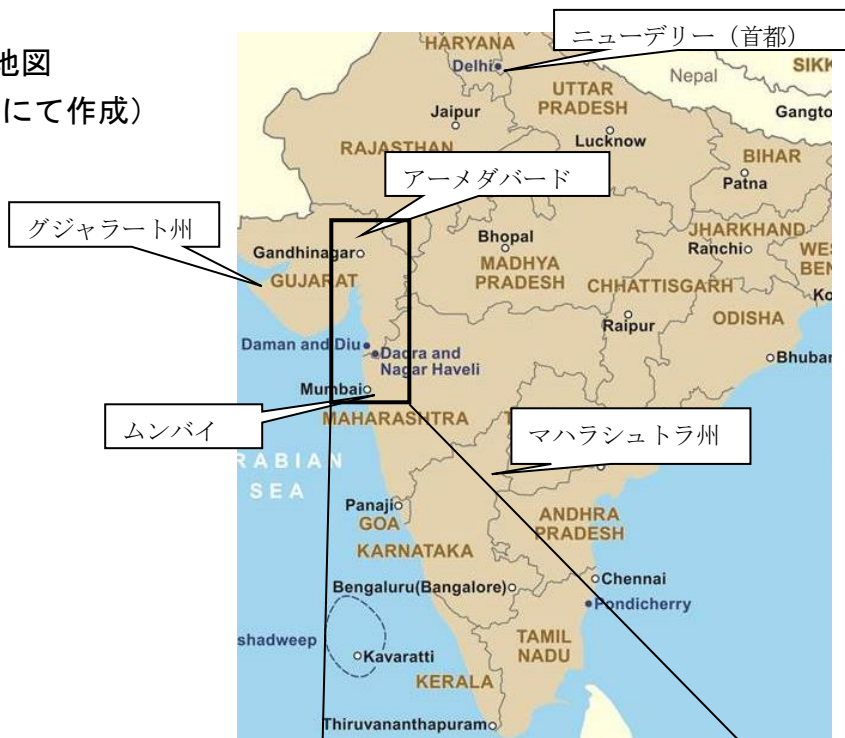 地図
にて作成）
ニューデリー（首都）
HARYANA
Delhi
Nepal
SIKK
UTTAR
PRADESH
Gangto
Jaipur
Lucknow
RAJASTHAN
BIHAR
アーメダバード
Patna
グジャラート州
Gandhinagar
GUJARAT
Bhopal
MADHYA
PRADESH
JHARKHAND
Ranchi
WES
BEN
CHHATTISGARH
Ko
Raipur
ODISHA
Daman and Diu
Dadra and
Nagar Haveli
Bhubar
Mumbai
ムンバイ
MAHARASHTRA
T
マハラシュトラ州
RABIAN
SEA
Panaji
GOA
ANDHRA
PRADESH
KARNATAKA
Bengaluru(Bangalore)
Chennai
Pondicherry
shadweep
Kavaratti
TAMIL
NADU
KERALA
Thiruvananthapuram